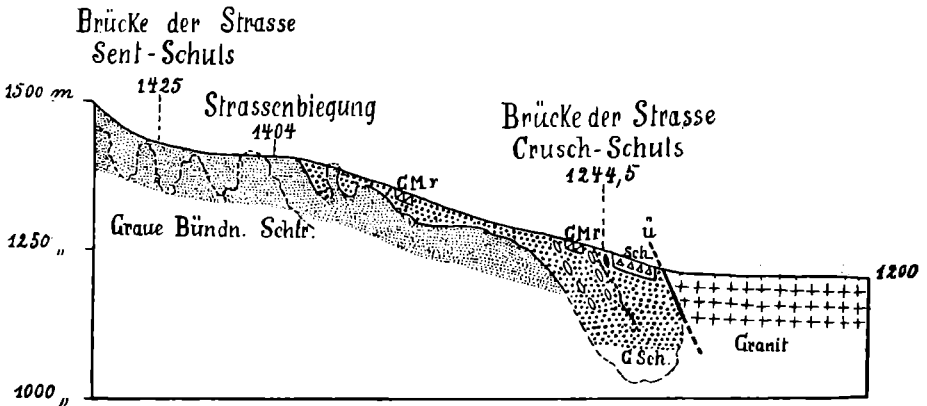 Brücke der Strasse
Sent-Schuls
1425
1500 m
Strassenbiegung
1404
Brücke der Strasse
Crusch-Schuls
1244,5
GMr
GMr
ü
Sch.
Graue Bündn. Schfr.
1250 „
1200
Granit
G Sch.
1000 „